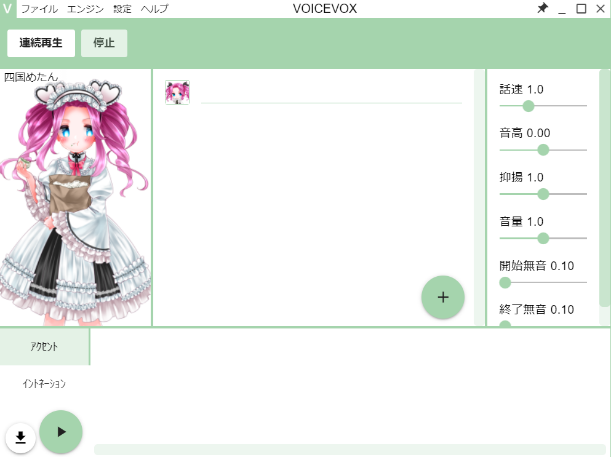 V ファイル エンジン 設定 ヘルプ VOICEVOX
連続再生 停止
四国めたん
話速 1.0
音高 0.00
抑揚 1.0
音量 1.0
開始無音 0.10
終了無音 0.10
アクセント
イントネーション